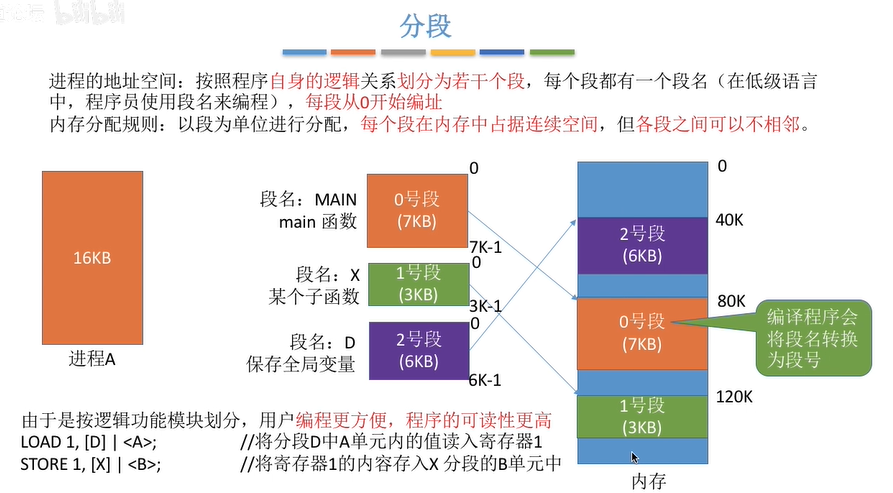 bilibili
分段
进程的地址空间：按照程序自身的逻辑关系划分为若干个段，每个段都有一个段名（在低级语言
中，程序员使用段名来编程），每段从0开始编址
内存分配规则：以段为单位进行分配，每个段在内存中占据连续空间，但各段之间可以不相邻。
16KB
进程A
段名：MAIN
main 函数
0号段
(7KB)
0
7K-1
段名：X
某个子函数
1号段
(3KB)
0
3K-1
段名：D
保存全局变量
2号段
(6KB)
0
6K-1
0
40K
2号段
(6KB)
80K
0号段
(7KB)
120K
1号段
(3KB)
内存
编译程序会
将段名转换
为段号
由于是按逻辑功能模块划分，用户编程更方便，程序的可读性更高
LOAD 1, [D] | <A>; //将分段D中A单元内的值读入寄存器1
STORE 1, [X] | <B>; //将寄存器1的内容存入X 分段的B单元中